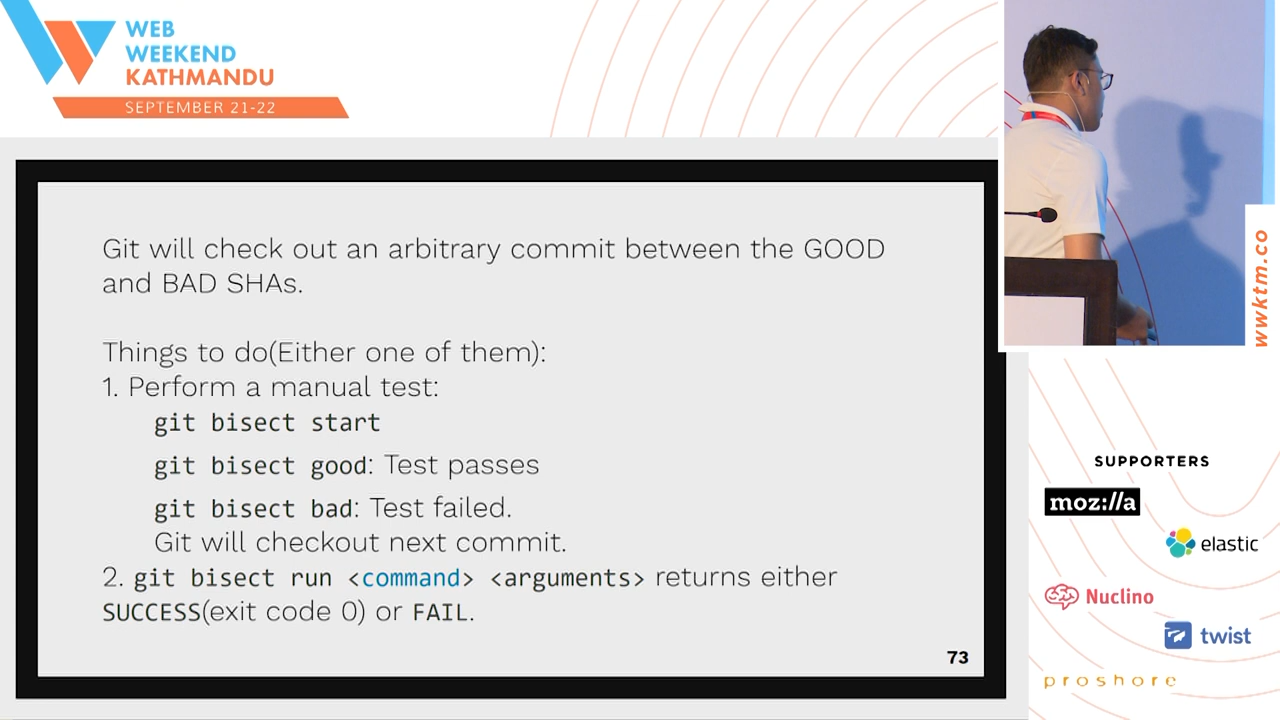 WEB
WEEKEND
KATHMANDU
SEPTEMBER 21-22
Git will check out an arbitrary commit between the GOOD
and BAD SHAs.
Things to do(Either one of them):
1. Perform a manual test:
git bisect start
git bisect good: Test passes
git bisect bad: Test failed.
Git will checkout next commit.
2. git bisect run <command> <arguments> returns either
SUCCESS(exit code 0) or FAIL.
73
wwktm.co
SUPPORTERS
moz://a
elastic
Nuclino
twist
proshore